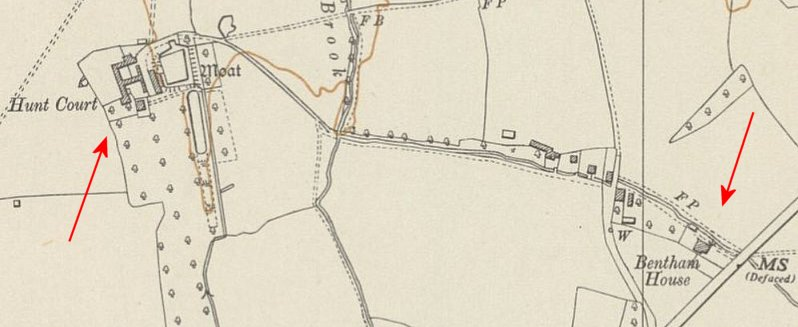 FB
FP
Brook
Moat
Hunt Court
FP
W
Bentham
House
MS
(Defaced)